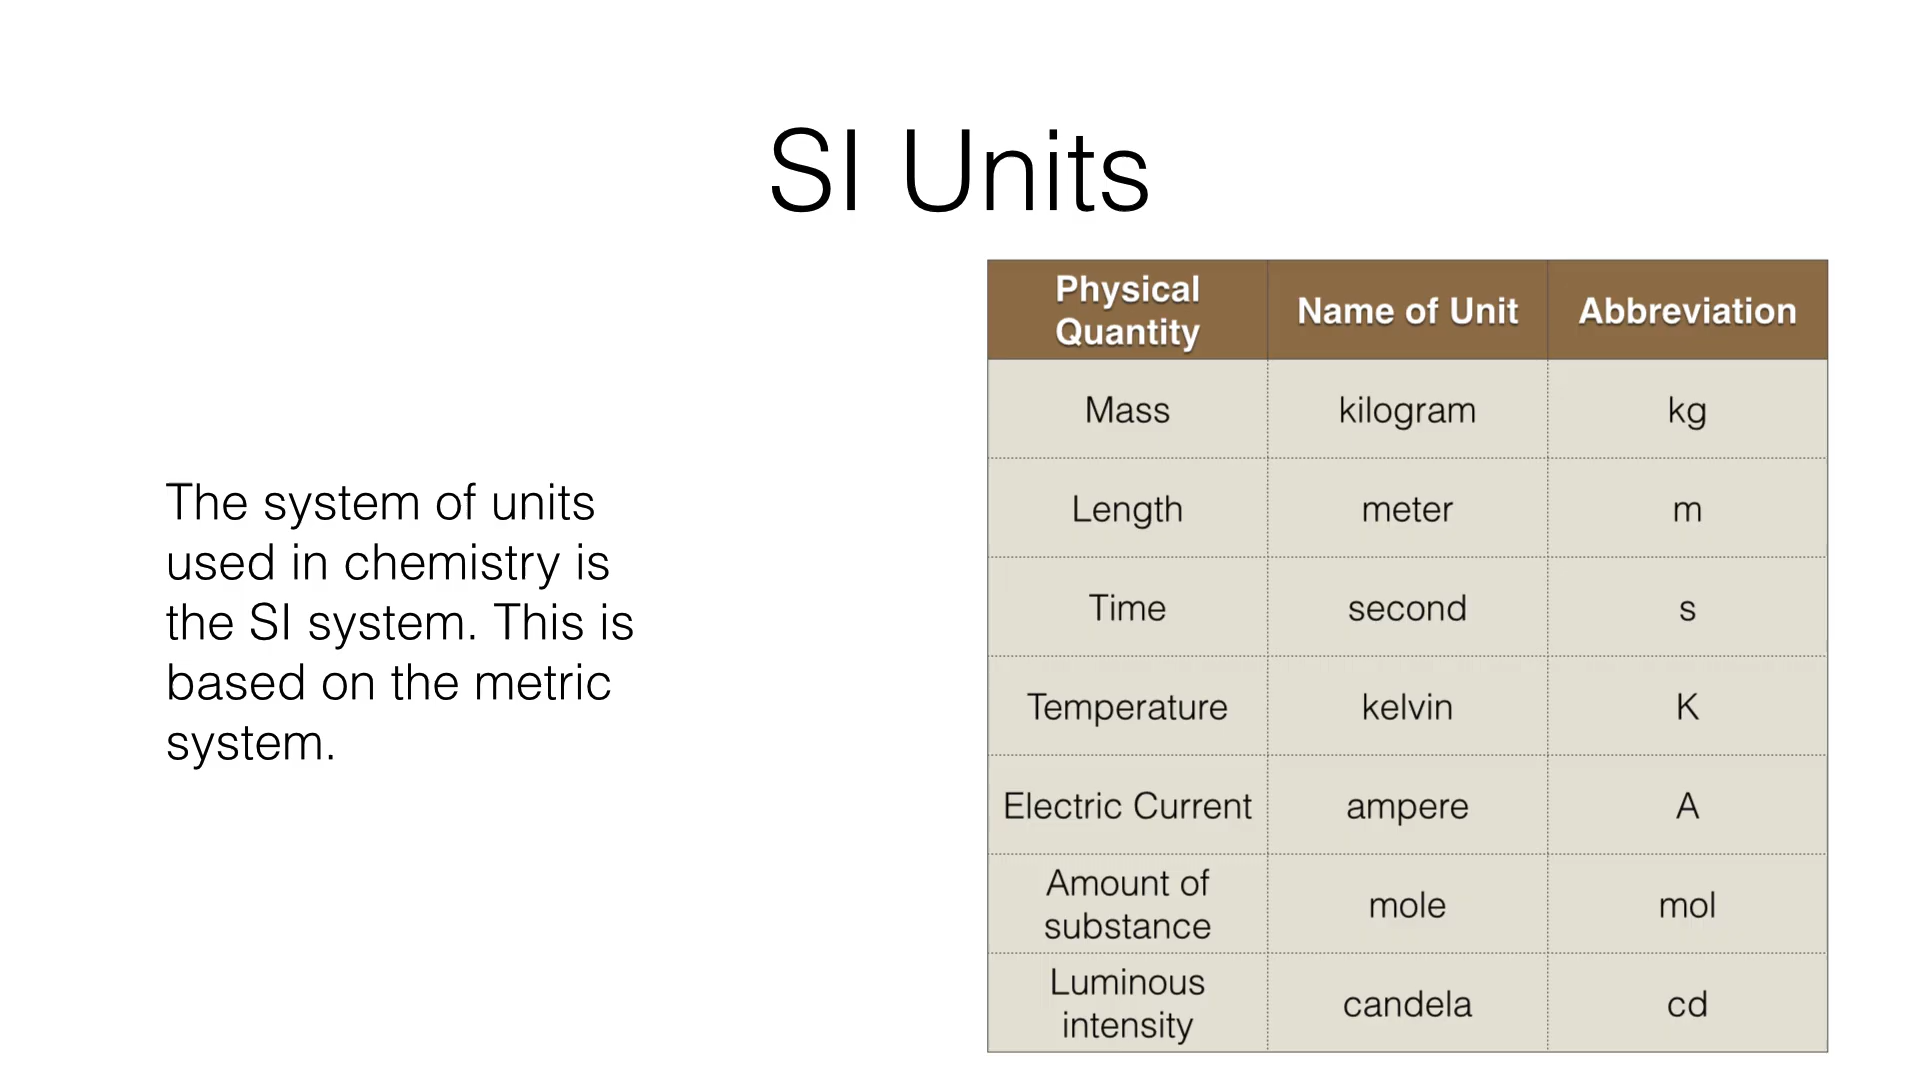 SI Units
The system of units
used in chemistry is
the SI system. This is
based on the metric
system.
Physical
Quantity
Name of Unit
Abbreviation
Mass
kilogram
kg
Length
meter
m
Time
second
s
Temperature
kelvin
K
Electric Current
ampere
A
Amount of
substance
mole
mol
Luminous
intensity
candela
cd